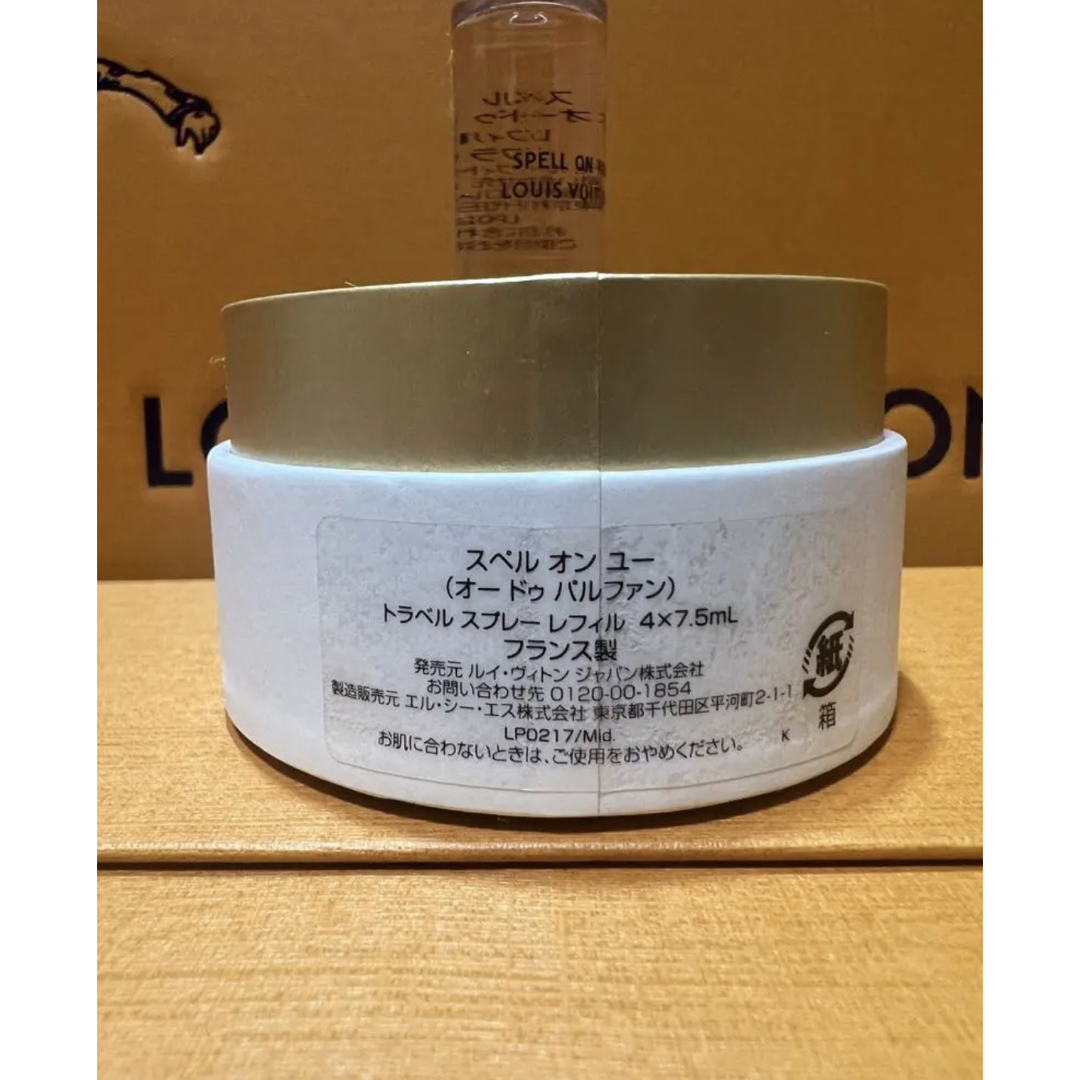 SPELL ON
LOUIS VUIT
LO
ON
スペル オン ユー
(オー ドゥ パルファン)
トラベル スプレー レフィル 4×7.5mL
フランス製
発売元 ルイ・ヴィトン ジャパン株式会社
お問い合わせ先 0120-00-1854
製造販売元 エル・シー・エス株式会社 東京都千代田区平河町2-1-1
LP0217/Mid.
お肌に合わないときは、ご使用をおやめください。 K
紙
箱